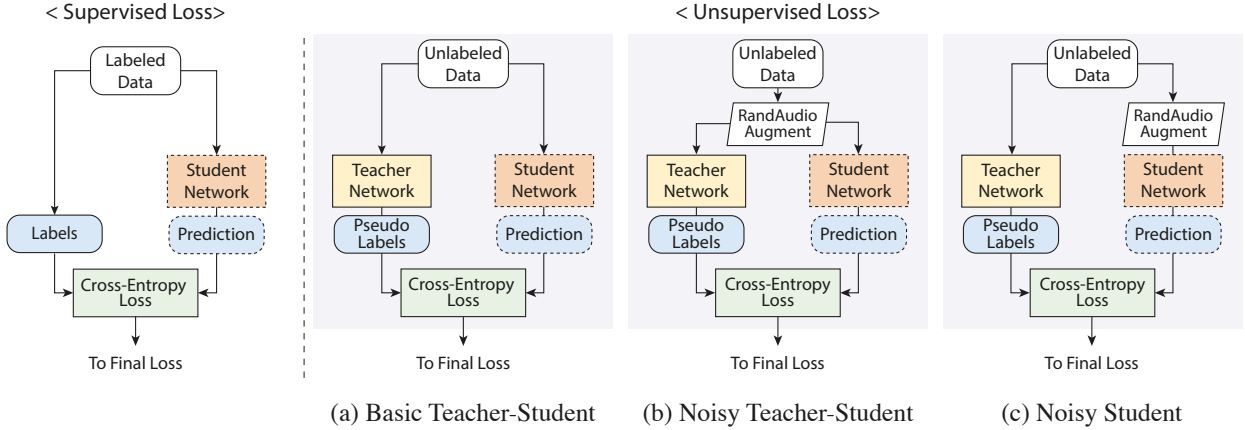 < Supervised Loss>
< Unsupervised Loss>
Labeled
Data
Labels
Student
Network
Prediction
Cross-Entropy
Loss
To Final Loss
Unlabeled
Data
Teacher
Network
Pseudo
Labels
Student
Network
Prediction
Cross-Entropy
Loss
To Final Loss
(a) Basic Teacher-Student
Unlabeled
Data
RandAudio
Augment
Teacher
Network
Pseudo
Labels
Student
Network
Prediction
Cross-Entropy
Loss
To Final Loss
(b) Noisy Teacher-Student
Unlabeled
Data
RandAudio
Augment
Teacher
Network
Pseudo
Labels
Student
Network
Prediction
Cross-Entropy
Loss
To Final Loss
(c) Noisy Student